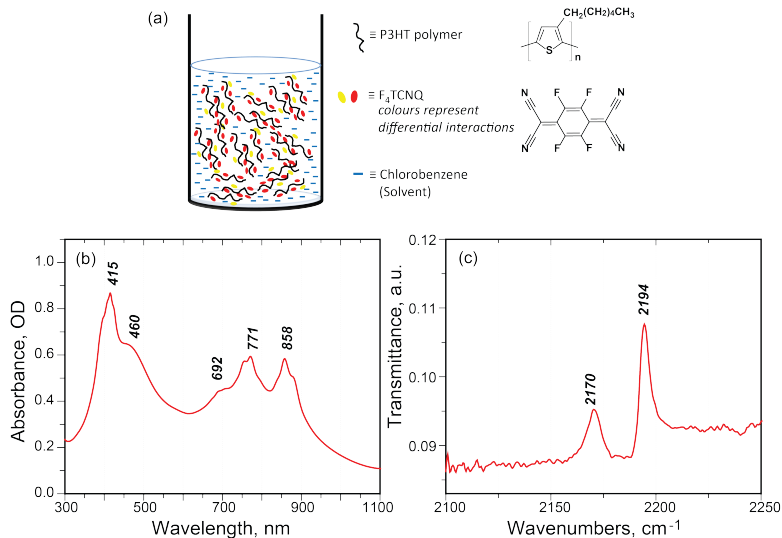 (a)
≡ P3HT polymer
CH₂(CH₂)₄CH₃
S
n
≡ F₄TCNQ
colours represent
differential interactions
N
F
F
N
N
F
F
N
≡ Chlorobenzene
(Solvent)
(b)
415
460
692
771
858
1.0
0.8
0.6
0.4
0.2
0.0
Absorbance, OD
300
500
700
900
1100
Wavelength, nm
(c)
2170
2194
0.12
0.11
0.10
0.09
Transmittance, a.u.
2100
2150
2200
2250
Wavenumbers, cm⁻¹